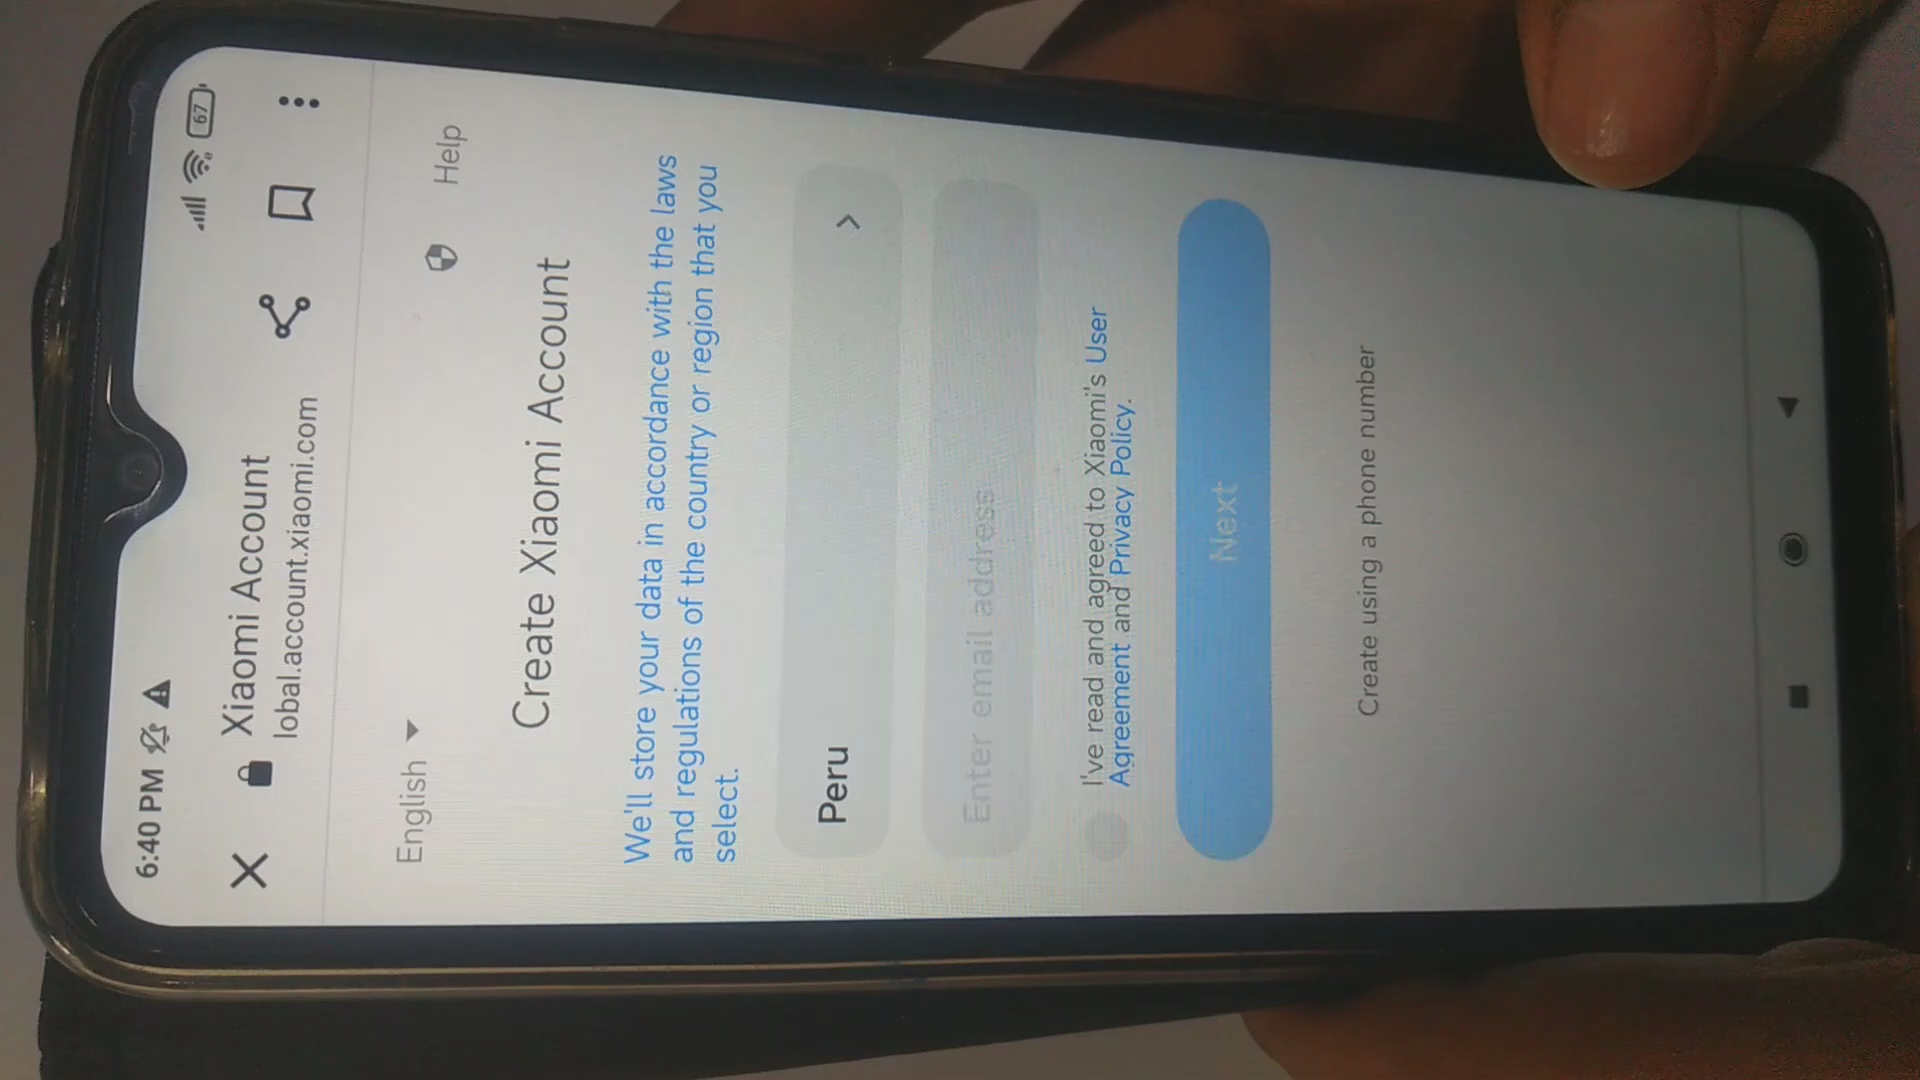 6:40 PM
67
Xiaomi Account
lobal.account.xiaomi.com
English
Help
Create Xiaomi Account
We'll store your data in accordance with the laws
and regulations of the country or region that you
select.
Peru
Enter email address
I've read and agreed to Xiaomi's User
Agreement and Privacy Policy.
Next
Create using a phone number